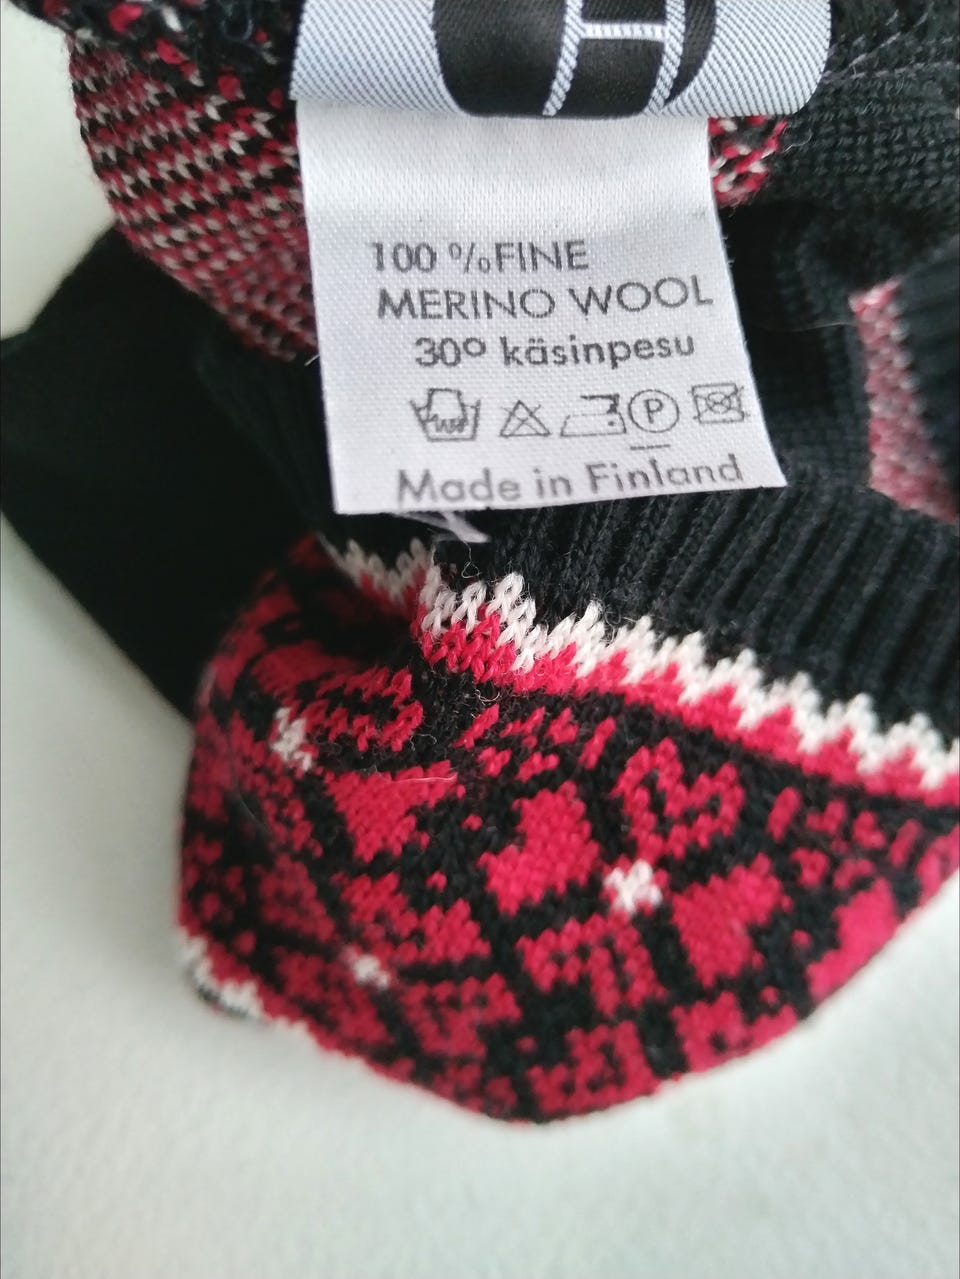 H
100 %FINE
MERINO WOOL
30º käsinpesu
P
Made in Finland